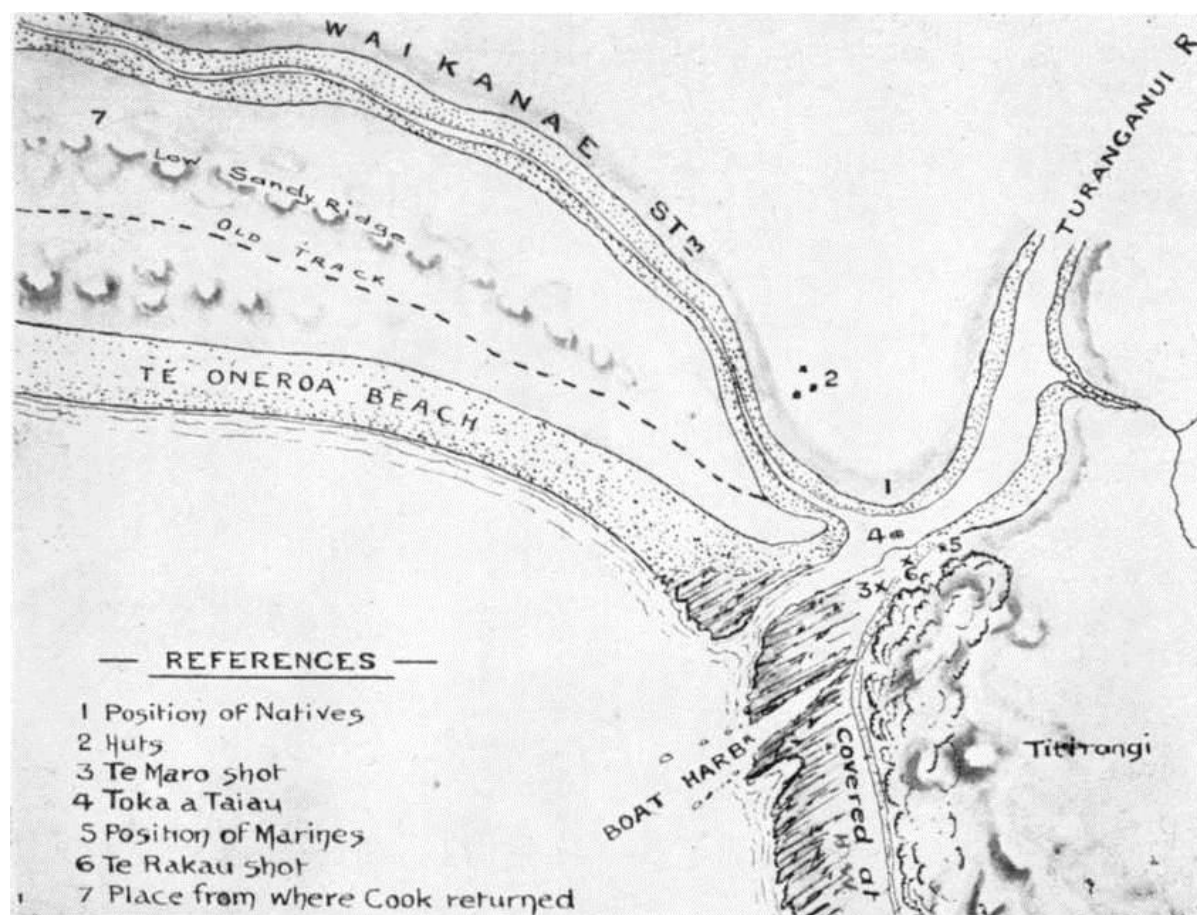 WAIKANAE STM
TURANGANUI R
7
Low Sandy Ridge
OLD TRACK
2
TE ONEROA BEACH
1
4
5
6
3
— REFERENCES —
1 Position of Natives
2 Huts
3 Te Maro shot
4 Toka a Taiau
5 Position of Marines
6 Te Rakau shot
7 Place from where Cook returned
BOAT HARBR
Covered at H W
Titirangi